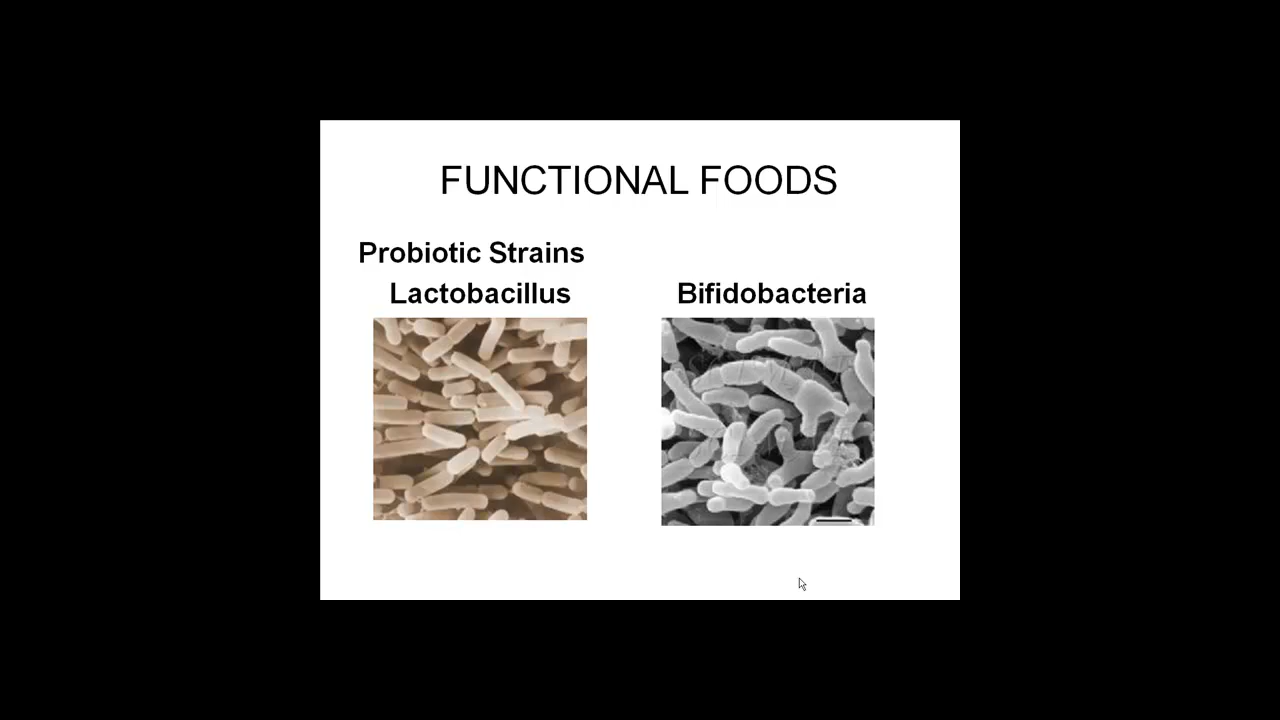 FUNCTIONAL FOODS
Probiotic Strains
Lactobacillus
Bifidobacteria